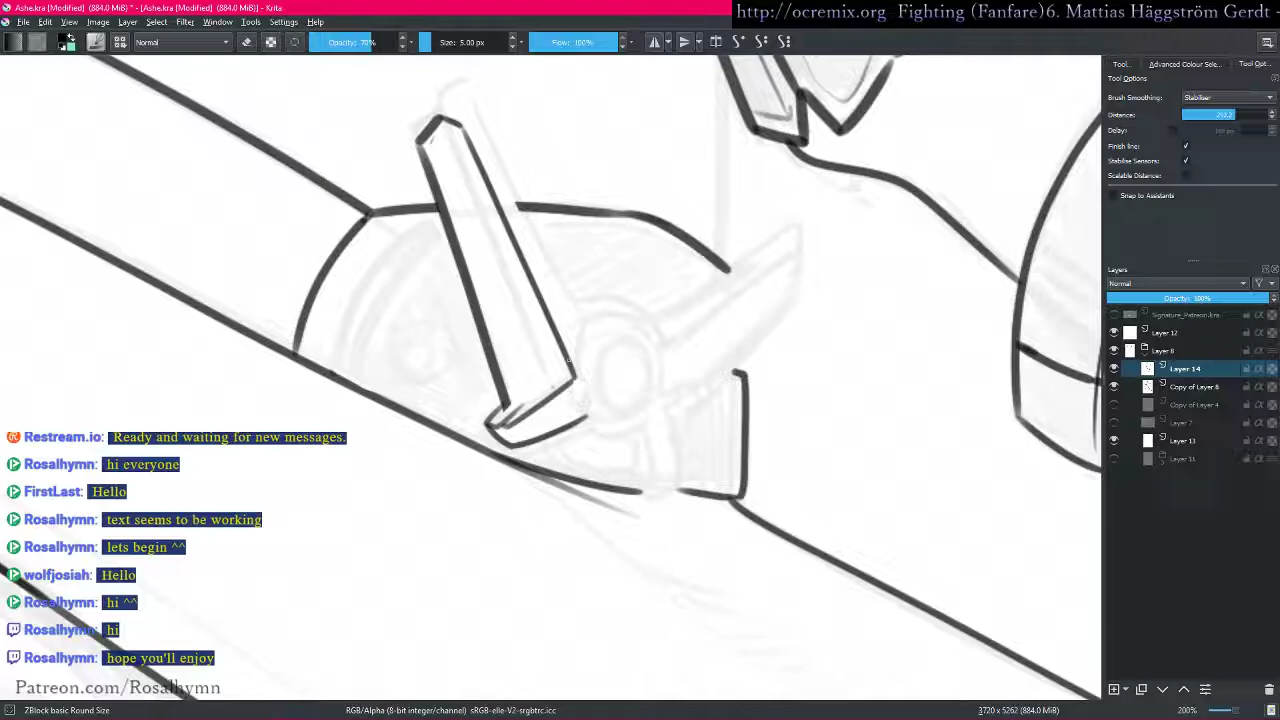 Ashe.kra [Modified]  (884.0 MiB) * - [Ashe.kra [Modified]  (884.0 MiB)] - Krita
http://ocremix.org  Fighting (Fanfare)6. Mattias Häggström Gerdt -
File Edit View Image Layer Select Filter Window Tools Settings Help
Normal Opacity: 70% Size: 5.00 px Flow: 100%
Tool... Advanced Colour Sele... Tool Opt...
Tool Options
Brush Smoothing: Stabiliser
Distance:
Delay:
Finish line:
Stabilise Sensors:
Scalable Distance:
Snap to Assistants
Layers
Normal
Opacity: 100%
Signature_Patreon.kra
Layer 12
Layer 8
Layer 14
Copy of Layer 8
Copy of Layer 4
Layer 7
Layer 13
Layer 11
Restream.io: Ready and waiting for new messages.
Rosalhymn: hi everyone
FirstLast: Hello
Rosalhymn: text seems to be working
Rosalhymn: lets begin ^^
wolfjosiah: Hello
Rosalhymn: hi ^^
Rosalhymn: hi
Rosalhymn: hope you'll enjoy
Patreon.com/Rosalhymn
ZBlock basic Round Size RGB/Alpha (8-bit integer/channel)  sRGB-elle-V2-srgbtrc.icc 3720 x 5262 (884.0 MiB) 200%